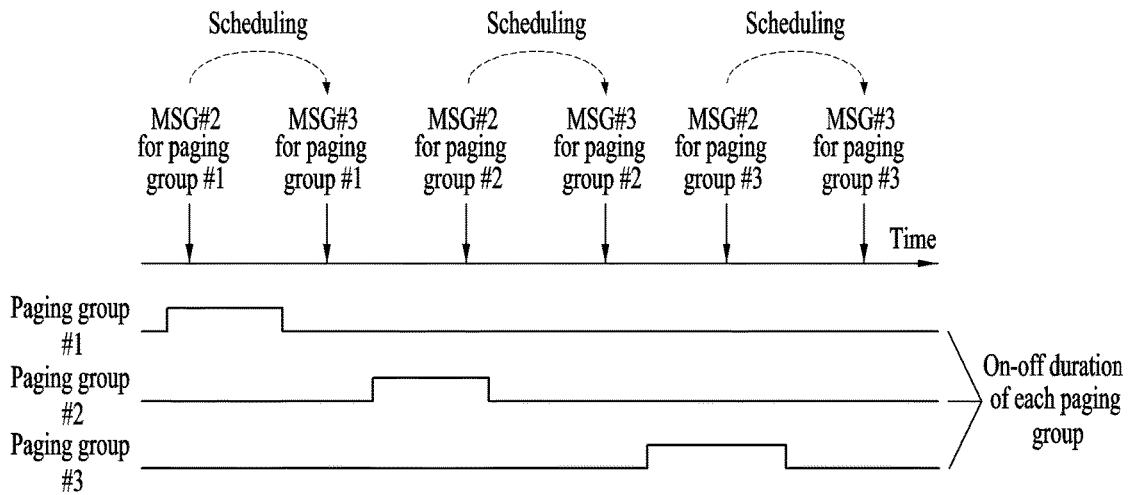 Scheduling
Scheduling
Scheduling
MSG#2
for paging
group #1
MSG#3
for paging
group #1
MSG#2
for paging
group #2
MSG#3
for paging
group #2
MSG#2
for paging
group #3
MSG#3
for paging
group #3
Time
Paging group
#1
Paging group
#2
Paging group
#3
On-off duration
of each paging
group